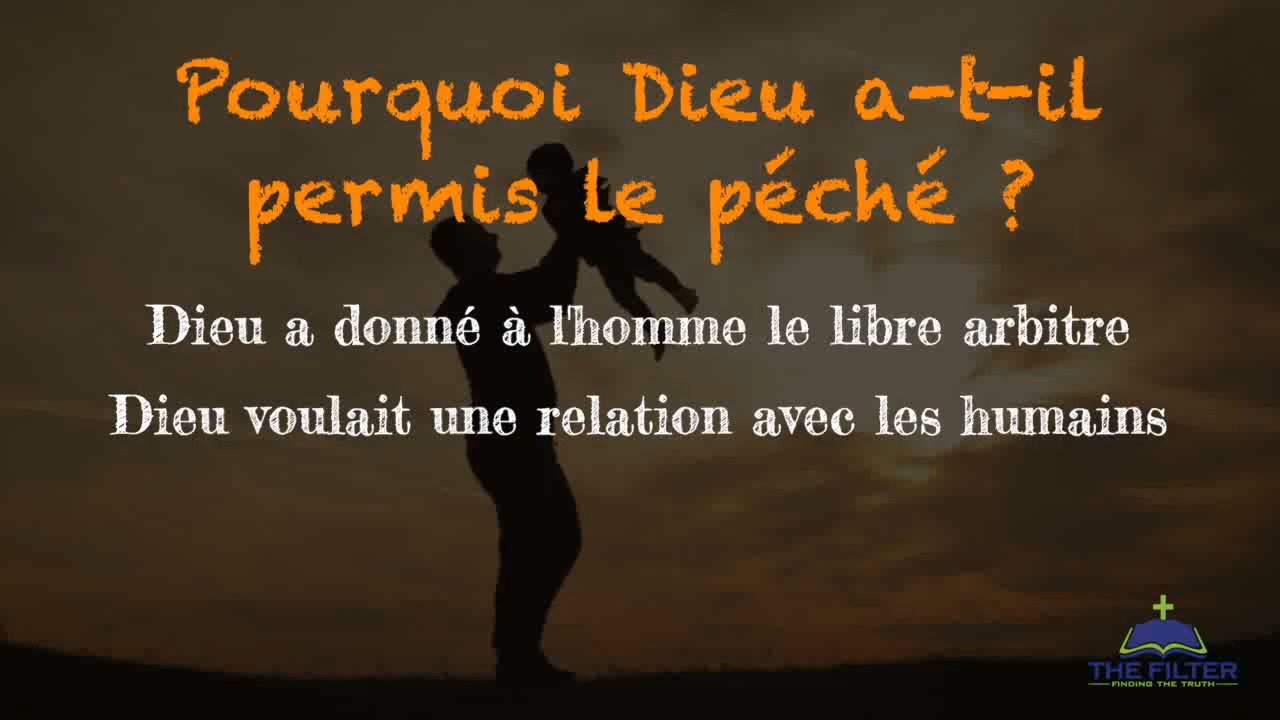 Pourquoi Dieu a-t-il
permis le péché ?
Dieu a donné à l'homme le libre arbitre
Dieu voulait une relation avec les humains
THE FILTER
FINDING THE TRUTH